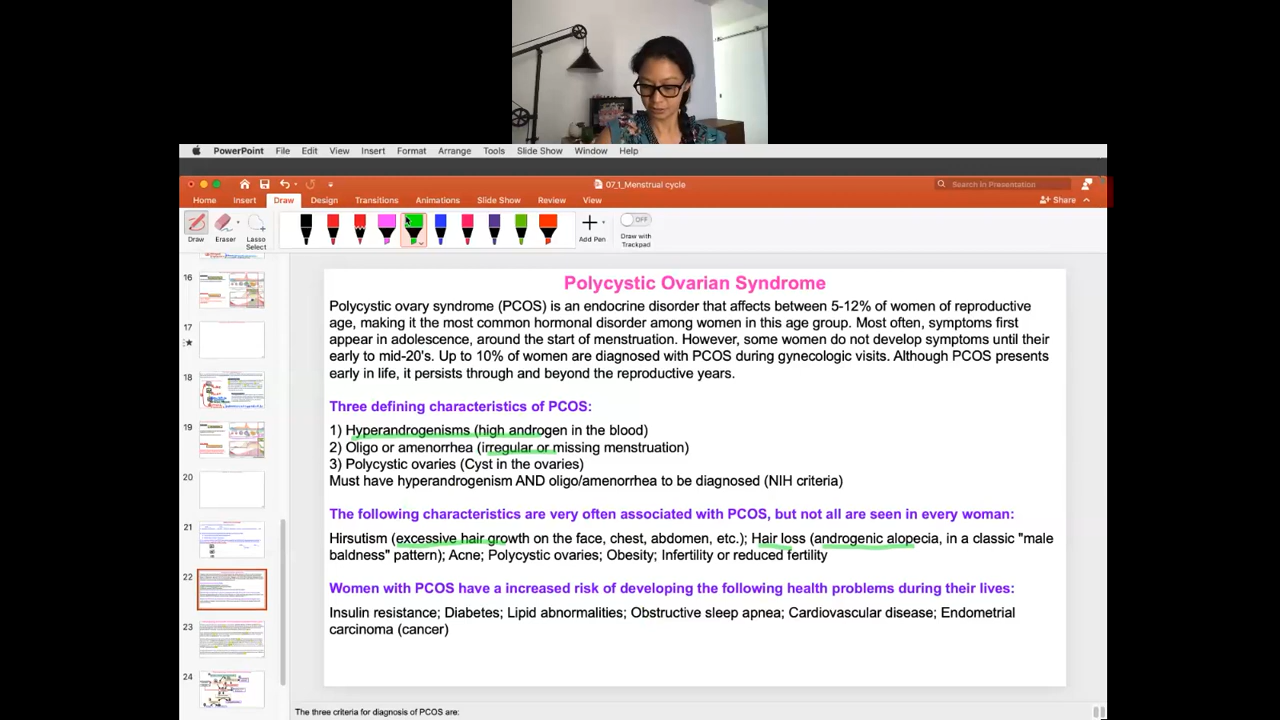 PowerPoint File Edit View Insert Format Arrange Tools Slide Show Window Help
07_1_Menstrual cycle
Search in Presentation
Home Insert Draw Design Transitions Animations Slide Show Review View
Share
Draw Eraser Lasso Select
Add Pen
OFF
Draw with Trackpad
16
17
18
19
20
21
22
23
24
Polycystic Ovarian Syndrome
Polycystic ovary syndrome (PCOS) is an endocrine disorder that affects between 5-12% of women of reproductive
age, making it the most common hormonal disorder among women in this age group. Most often, symptoms first
appear in adolescence, around the start of menstruation. However, some women do not develop symptoms until their
early to mid-20's. Up to 10% of women are diagnosed with PCOS during gynecologic visits. Although PCOS presents
early in life, it persists through and beyond the reproductive years.
Three defining characteristics of PCOS:
1) Hyperandrogenisms (high androgen in the blood)
2) Oligo or amenorrhea (irregular or missing menstruation)
3) Polycystic ovaries (Cyst in the ovaries)
Must have hyperandrogenism AND oligo/amenorrhea to be diagnosed (NIH criteria)
The following characteristics are very often associated with PCOS, but not all are seen in every woman:
Hirsutism (excessive hair growth on the face, chest, abdomen, etc.); Hair loss (androgenic alopecia, in a classic "male
baldness" pattern); Acne; Polycystic ovaries; Obesity; Infertility or reduced fertility
Women with PCOS have an increased risk of developing the following health problems during their lives:
Insulin resistance; Diabetes; Lipid abnormalities; Obstructive sleep apnea; Cardiovascular disease; Endometrial
carcinoma (cancer)
The three criteria for diagnosis of PCOS are: